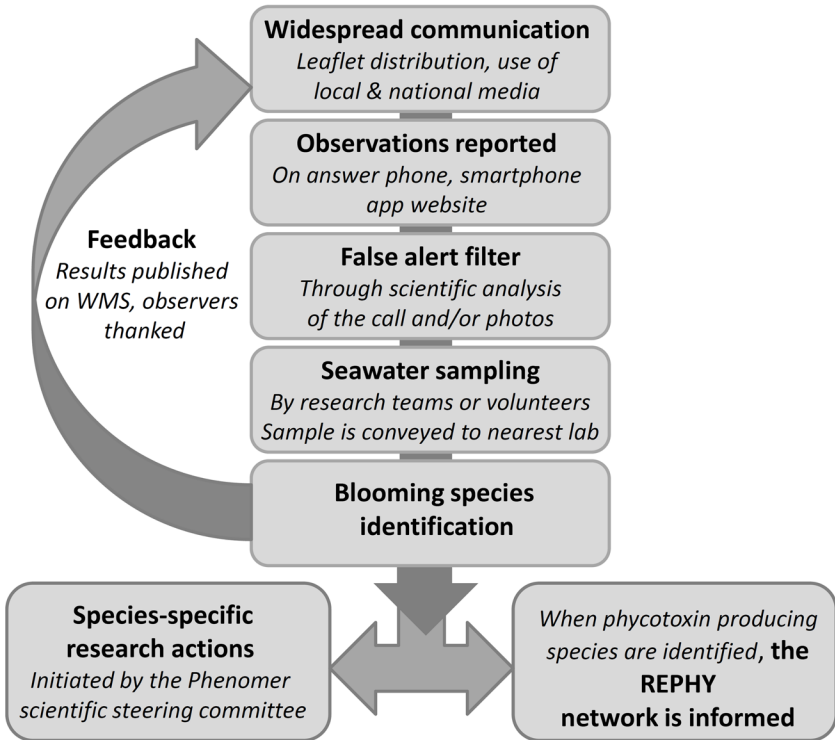 Widespread communication
Leaflet distribution, use of
local & national media
Observations reported
On answer phone, smartphone
app website
False alert filter
Through scientific analysis
of the call and/or photos
Seawater sampling
By research teams or volunteers
Sample is conveyed to nearest lab
Blooming species
identification
Feedback
Results published
on WMS, observers
thanked
Species-specific
research actions
Initiated by the Phenomer
scientific steering committee
When phycotoxin producing
species are identified, the
REPHY
network is informed